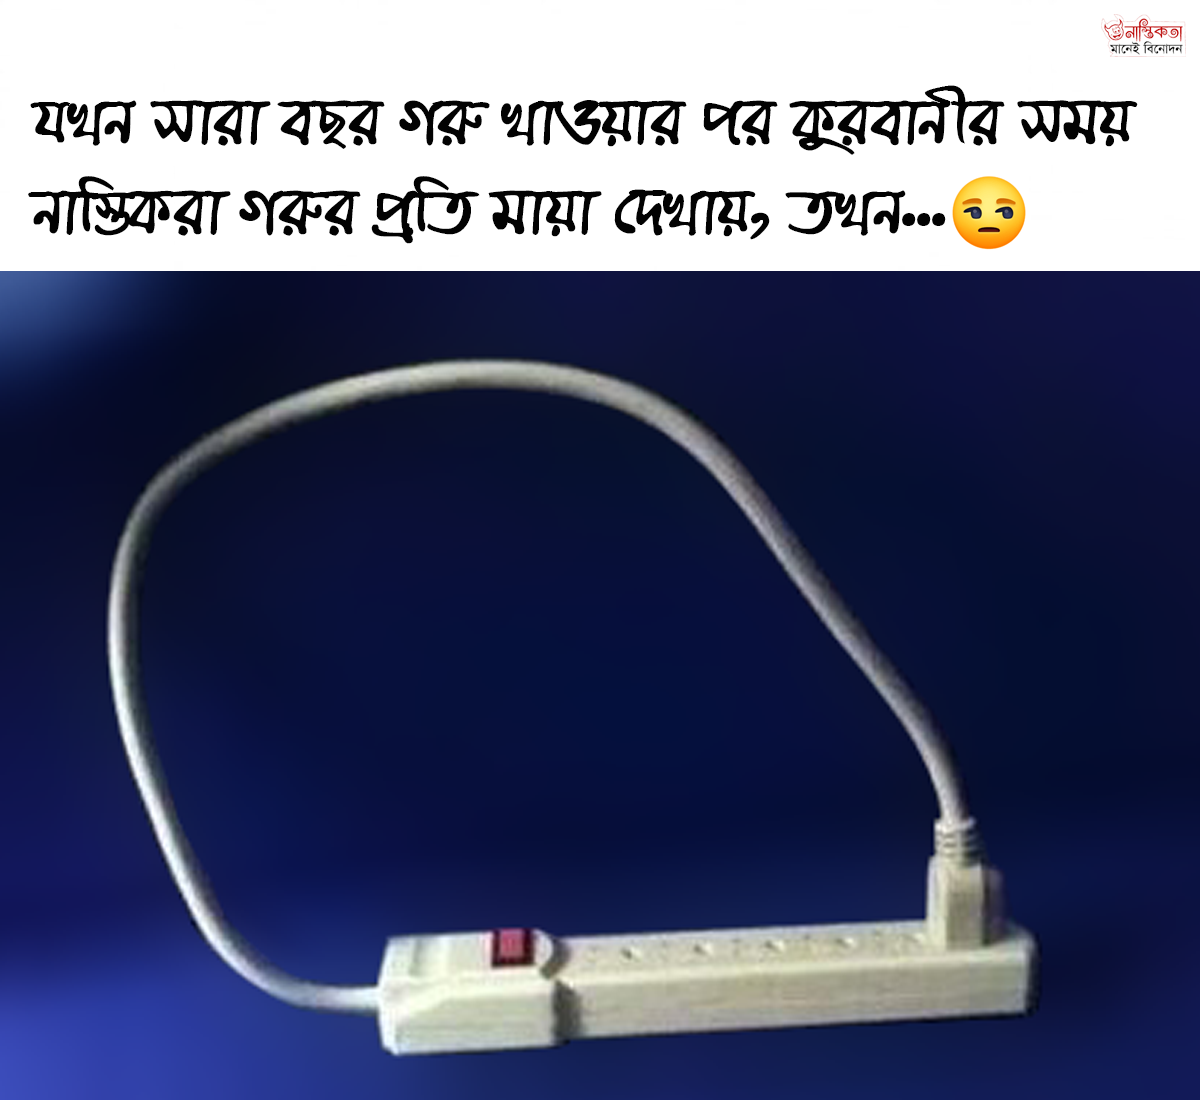 নাস্তিকতা
মানেই বিনোদন
যখন সারা বছর গরু খাওয়ার পর কুরবানীর সময়
নাস্তিকরা গরুর প্রতি মায়া দেখায়, তখন...😒